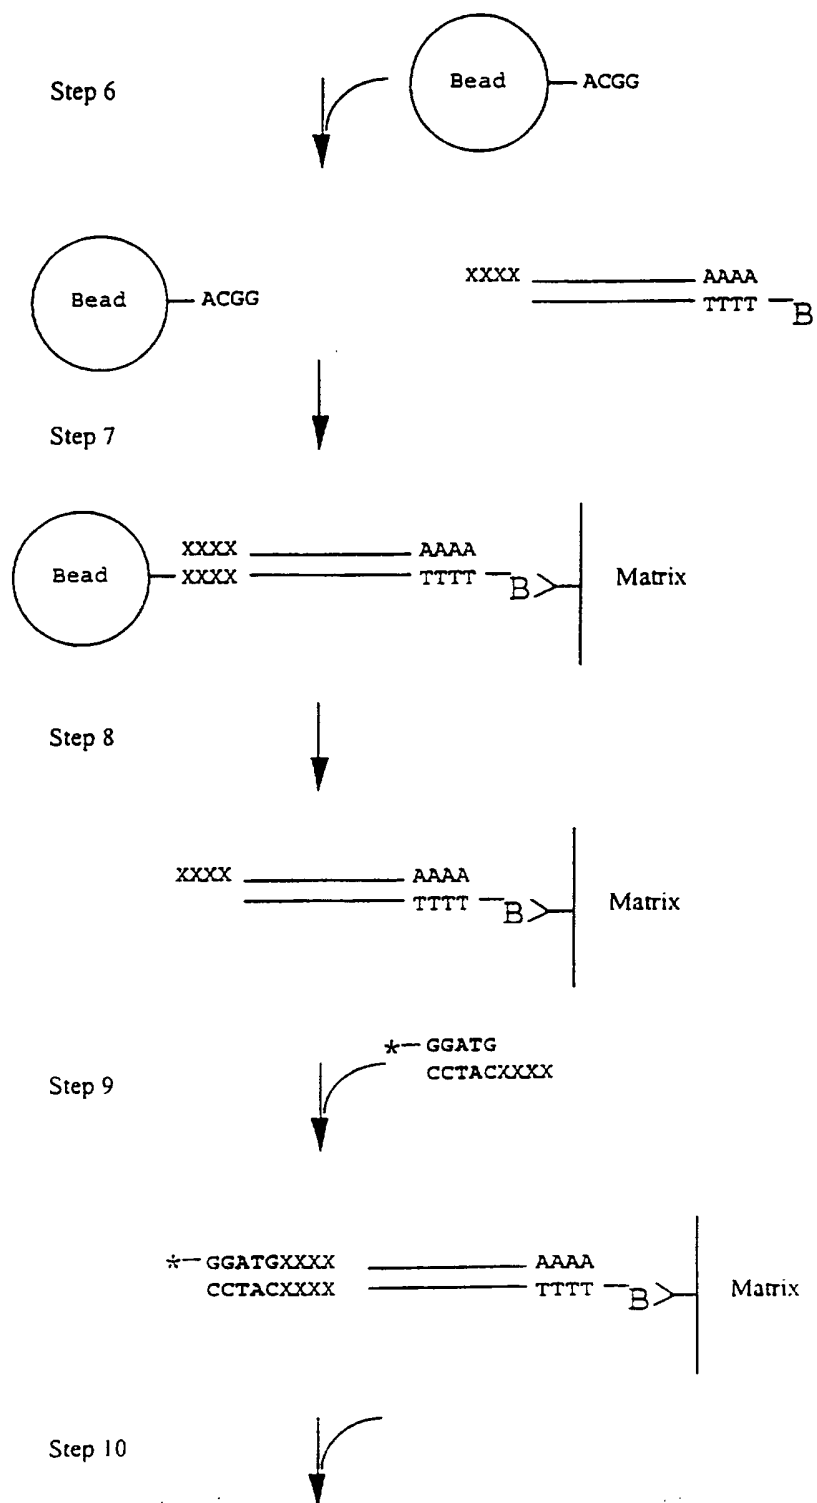 Step 6
Bead
ACGG
Bead
ACGG
XXXX AAAA
TTTT B
Step 7
XXXX AAAA
Bead
XXXX TTTT B
Matrix
Step 8
XXXX AAAA
TTTT B
Matrix
Step 9
*— GGATG
CCTACXXXX
*— GGATGXXXX AAAA
CCTACXXXX TTTT B
Matrix
Step 10